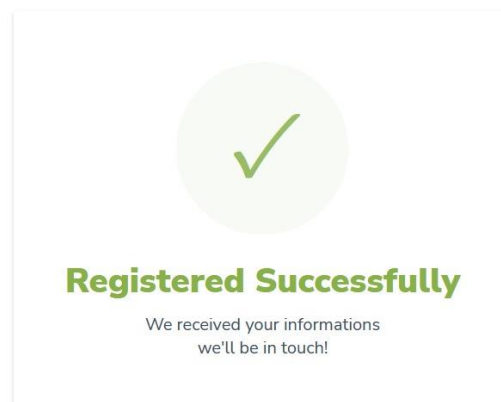 Registered Successfully
We received your informations
we'll be in touch!